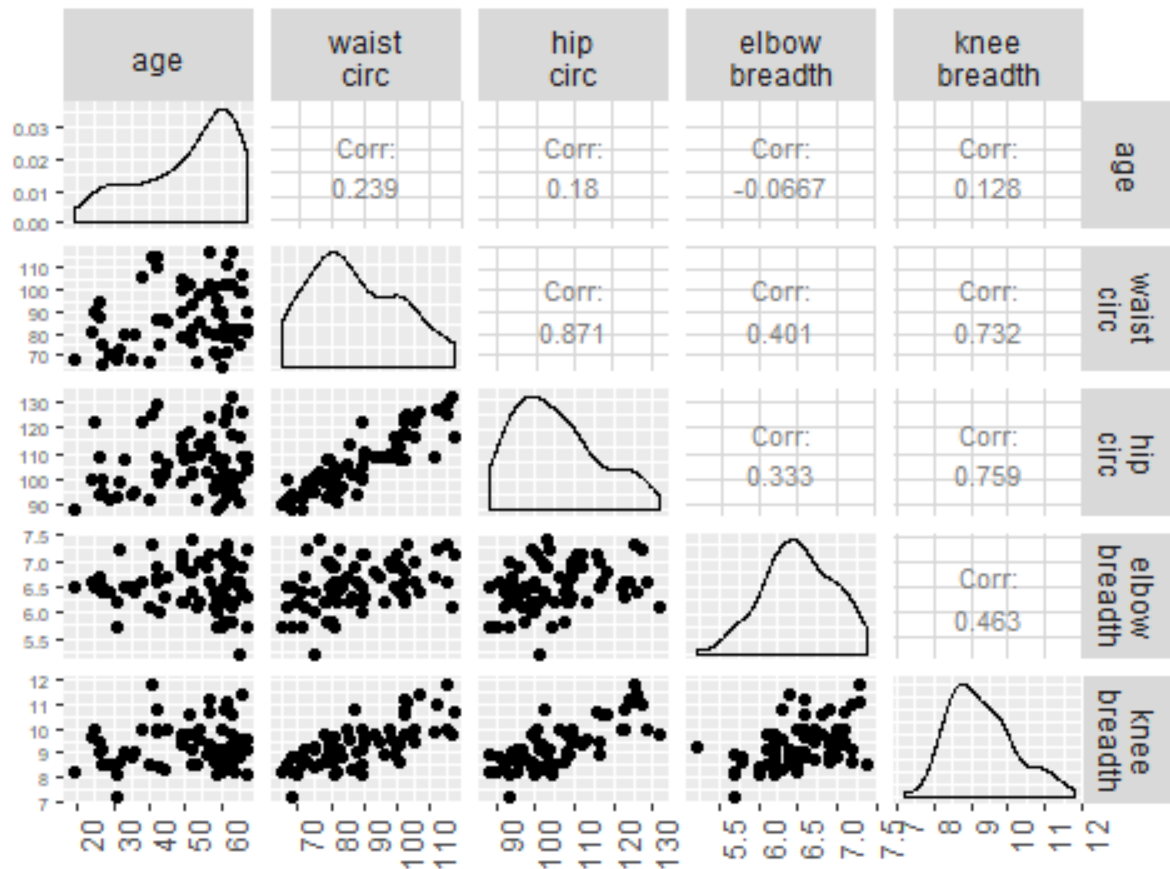 age
waist
circ
hip
circ
elbow
breadth
knee
breadth
0.03
0.02
0.01
0.00
Corr:
0.239
Corr:
0.18
Corr:
-0.0667
Corr:
0.128
age
110
100
90
80
70
Corr:
0.871
Corr:
0.401
Corr:
0.732
waist
circ
130
120
110
100
90
Corr:
0.333
Corr:
0.759
hip
circ
7.5
7.0
6.5
6.0
5.5
Corr:
0.463
elbow
breadth
12
11
10
9
8
7
knee
breadth
20 30 40 50 60
70 80 90 100 110
90 100 110 120 130
5.5 6.0 6.5 7.0 7.5
7 8 9 10 11 12